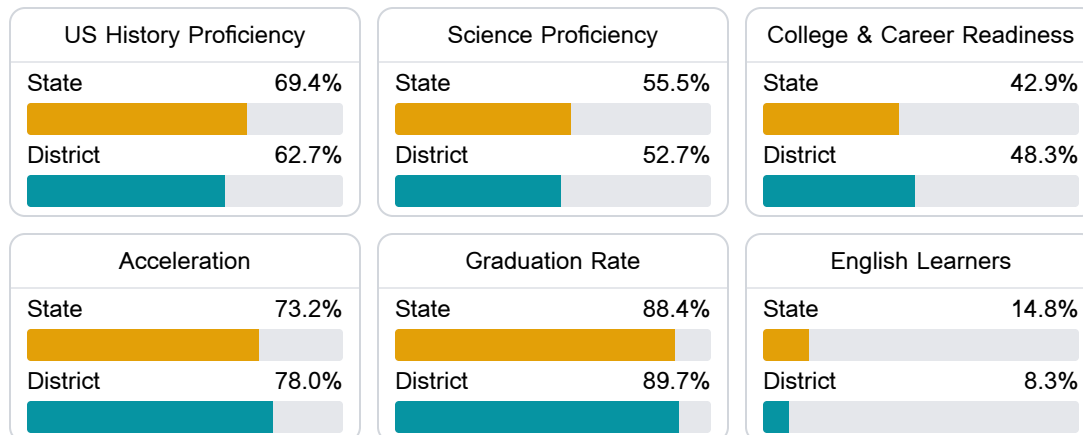 US History Proficiency
State 69.4%
District 62.7%
Science Proficiency
State 55.5%
District 52.7%
College & Career Readiness
State 42.9%
District 48.3%
Acceleration
State 73.2%
District 78.0%
Graduation Rate
State 88.4%
District 89.7%
English Learners
State 14.8%
District 8.3%